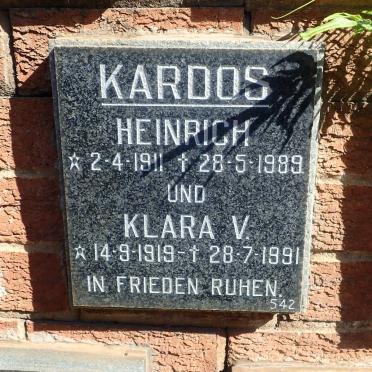 KARDOS
HEINRICH
☆ 2-4-1911 † 28-5-1989
UND
KLARA V.
☆ 14-9-1919-† 28-7-1991
IN FRIEDEN RUHEN.
542